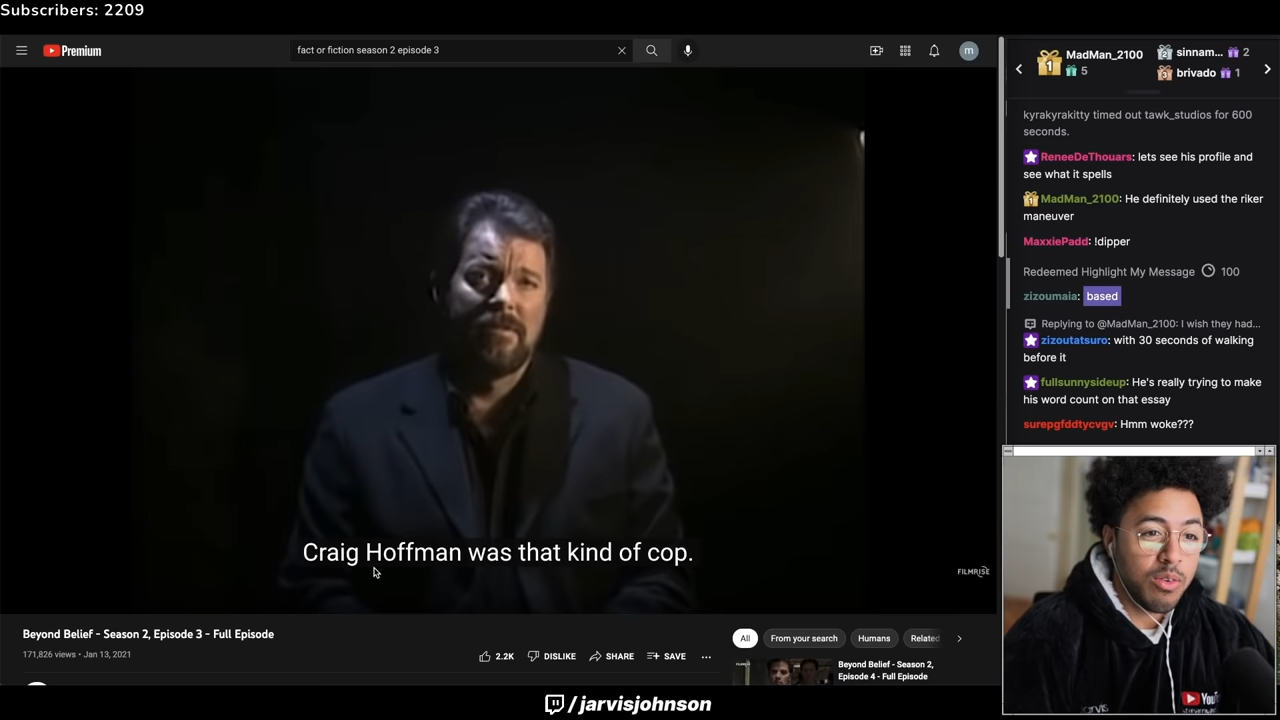 Subscribers: 2209
Premium
fact or fiction season 2 episode 3
Craig Hoffman was that kind of cop.
FILMRISE
Beyond Belief - Season 2, Episode 3 - Full Episode
171,826 views • Jan 13, 2021
2.2K
DISLIKE
SHARE
SAVE
All
From your search
Humans
Related
Beyond Belief - Season 2,
Episode 4 - Full Episode
m
1
MadMan_2100
5
2
sinnam...
2
3
brivado
1
kyrakyrakitty timed out tawk_studios for 600
seconds.
ReneeDeThouars: lets see his profile and
see what it spells
MadMan_2100: He definitely used the riker
maneuver
MaxxiePadd: !dipper
Redeemed Highlight My Message 100
zizoumaia: based
Replying to @MadMan_2100: I wish they had...
zizoutatsuro: with 30 seconds of walking
before it
fullsunnysideup: He's really trying to make
his word count on that essay
surepgfddtycvgv: Hmm woke???
/jarvisjohnson